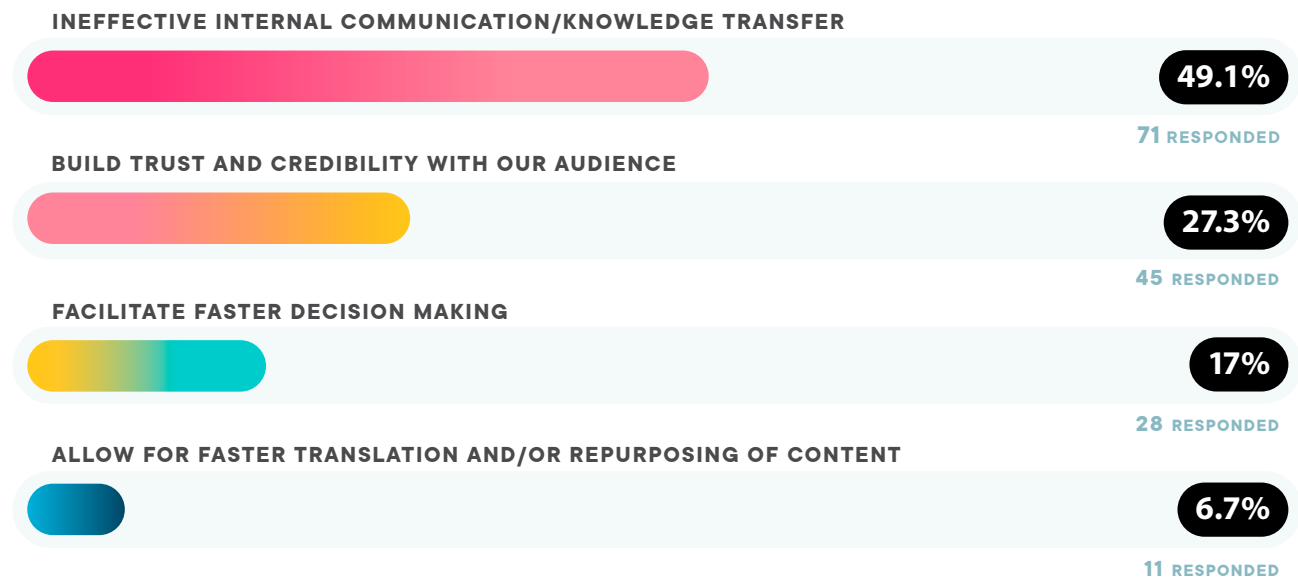 INEFFECTIVE INTERNAL COMMUNICATION/KNOWLEDGE TRANSFER
49.1%
71 RESPONDED
BUILD TRUST AND CREDIBILITY WITH OUR AUDIENCE
27.3%
45 RESPONDED
FACILITATE FASTER DECISION MAKING
17%
28 RESPONDED
ALLOW FOR FASTER TRANSLATION AND/OR REPURPOSING OF CONTENT
6.7%
11 RESPONDED